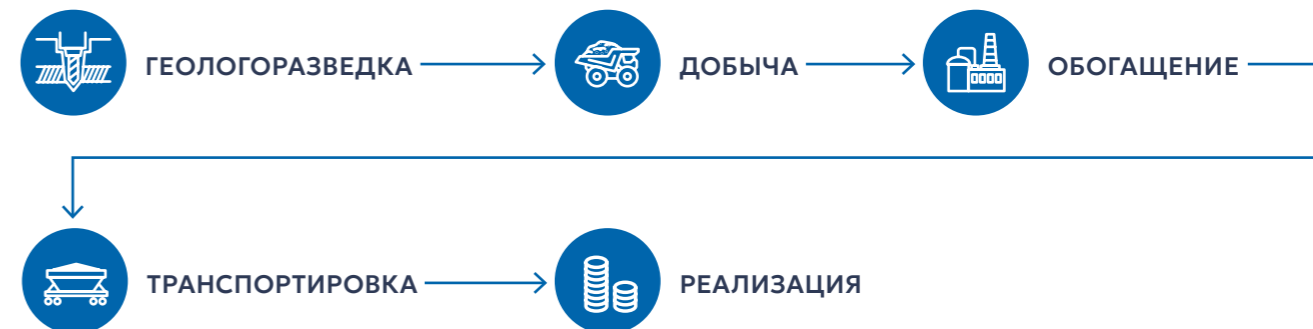 ГЕОЛОГОРАЗВЕДКА
ДОБЫЧА
ОБОГАЩЕНИЕ
ТРАНСПОРТИРОВКА
РЕАЛИЗАЦИЯ